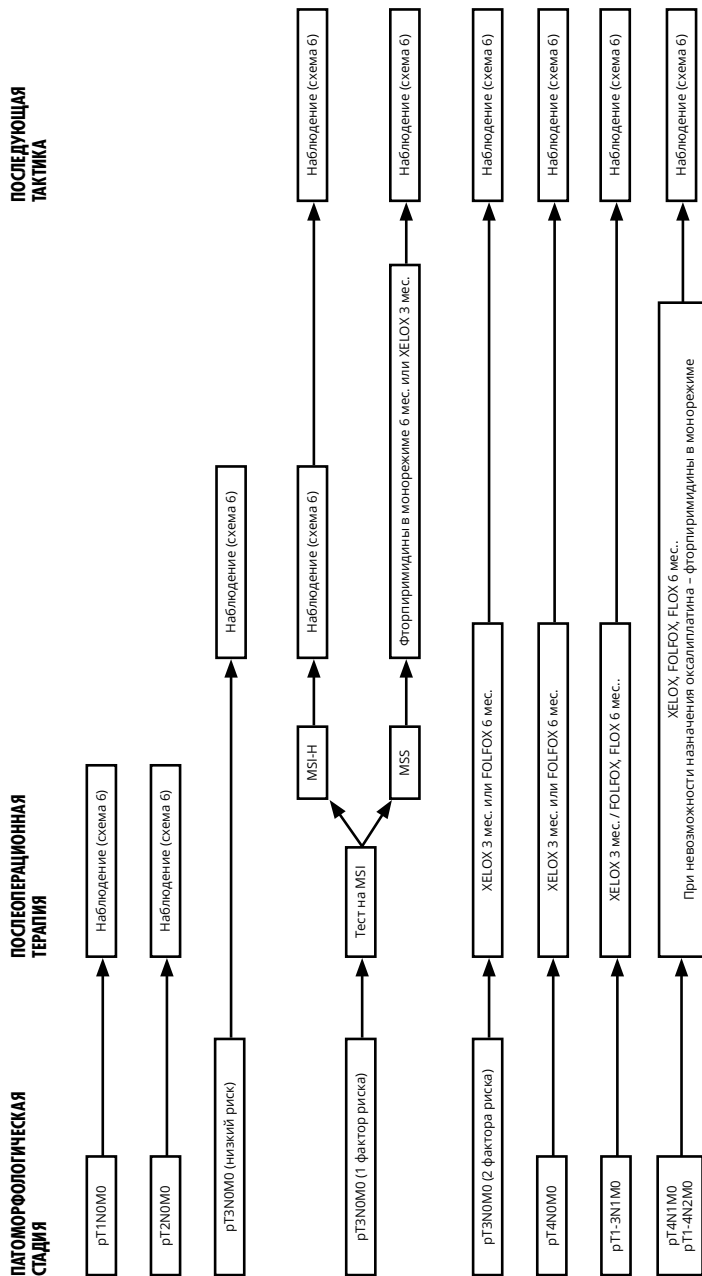 ПАТОМОРФОЛОГИЧЕСКАЯ
СТАДИЯ
ПОСЛЕОПЕРАЦИОННАЯ
ТЕРАПИЯ
ПОСЛЕДУЮЩАЯ
ТАКТИКА
pT1N0M0
Наблюдение (схема 6)
pT2N0M0
Наблюдение (схема 6)
pT3N0M0 (низкий риск)
Наблюдение (схема 6)
pT3N0M0 (1 фактор риска)
Тест на MSI
MSI-H
Наблюдение (схема 6)
Наблюдение (схема 6)
MSS
Фторпиримидины в монорежиме 6 мес. или XELOX 3 мес.
Наблюдение (схема 6)
pT3N0M0 (2 фактора риска)
XELOX 3 мес. или FOLFOX 6 мес.
Наблюдение (схема 6)
pT4N0M0
XELOX 3 мес. или FOLFOX 6 мес.
Наблюдение (схема 6)
pT1-3N1M0
XELOX 3 мес. / FOLFOX, FLOX 6 мес..
Наблюдение (схема 6)
pT4N1M0
pT1-4N2M0
XELOX, FOLFOX, FLOX 6 мес..
При невозможности назначения оксалиплатина – фторпиримидины в монорежиме
Наблюдение (схема 6)